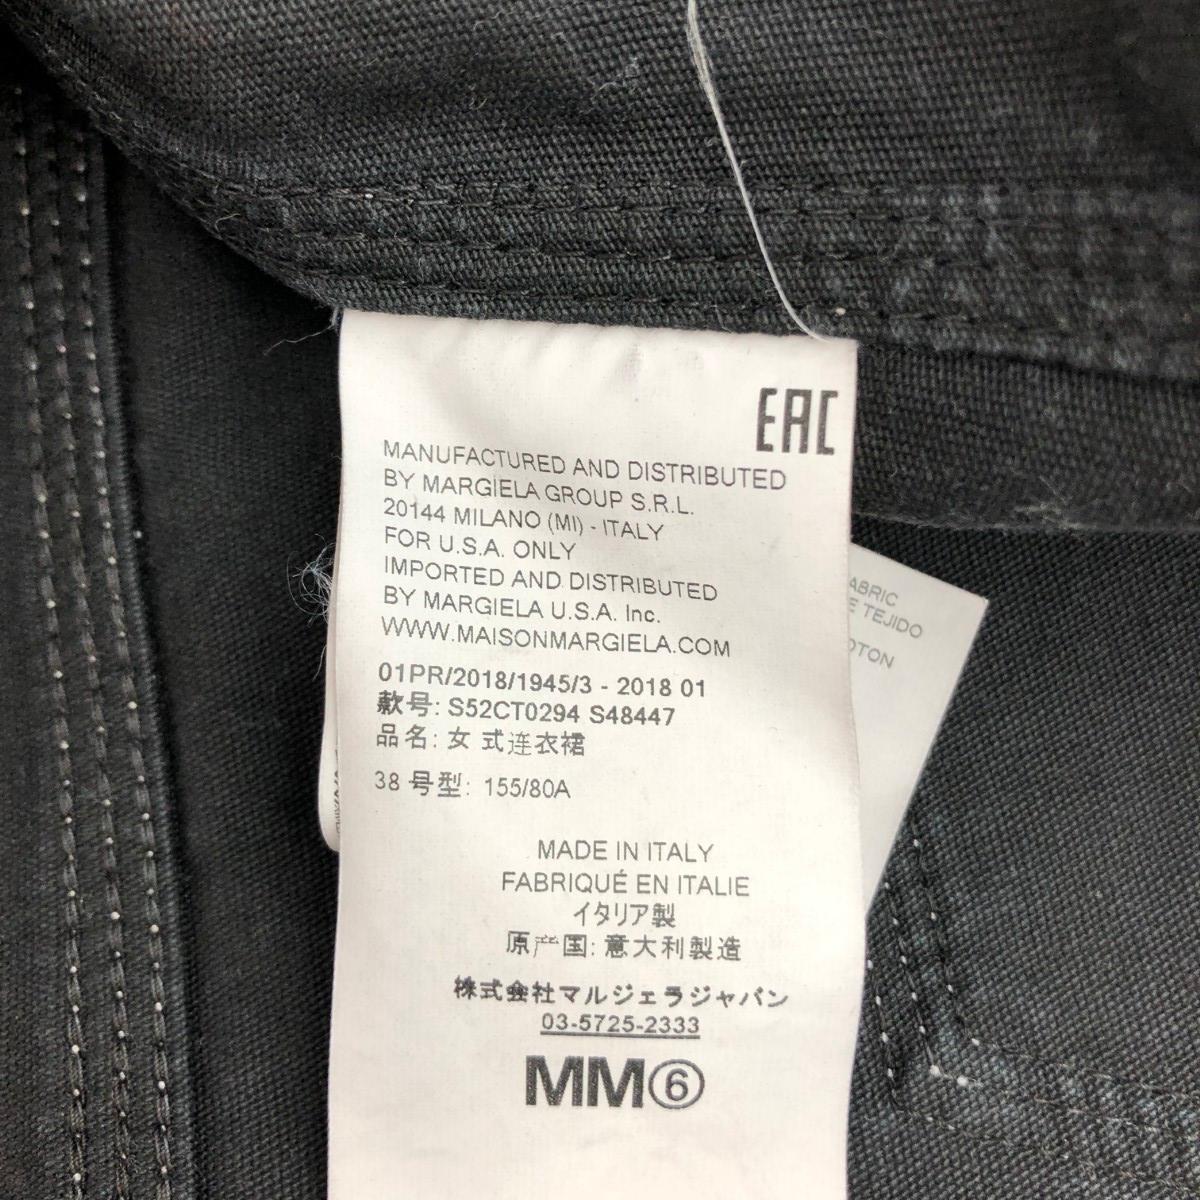 EAC
MANUFACTURED AND DISTRIBUTED
BY MARGIELA GROUP S.R.L.
20144 MILANO (MI) - ITALY
FOR U.S.A. ONLY
IMPORTED AND DISTRIBUTED
BY MARGIELA U.S.A. Inc.
WWW.MAISONMARGIELA.COM
01PR/2018/1945/3 - 2018 01
款号: S52CT0294 S48447
品名: 女 式连衣裙
38 号型: 155/80A
MADE IN ITALY
FABRIQUÉ EN ITALIE
イタリア製
原产国: 意大利製造
株式会社マルジェラジャパン
03-5725-2333
MM⑥
TEJIDO